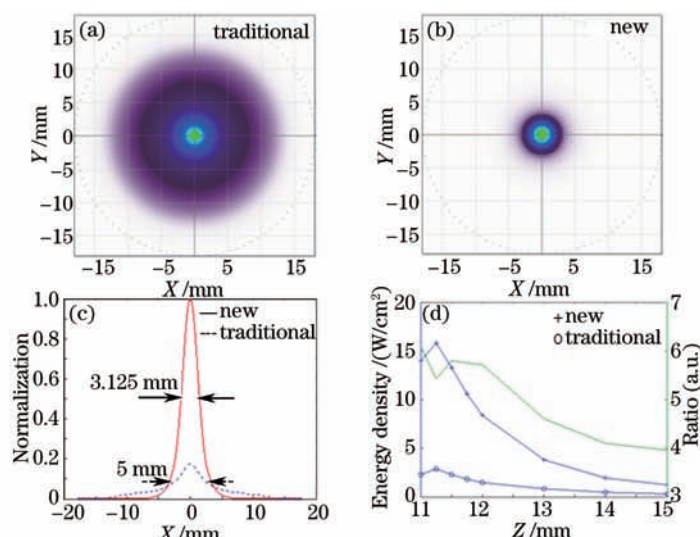 (a) traditional
15
10
5
0
−5
−10
−15
Y/mm
−15 −5 5 15
X/mm
(b) new
15
10
5
0
−5
−10
−15
Y/mm
−15 −5 5 15
X/mm
(c)
new
traditional
1.0
0.8
0.6
0.4
0.2
0
Normalization
3.125 mm
5 mm
−20 −10 0 10 20
X/mm
(d)
new
traditional
20
15
10
5
0
Energy density /(W/cm²)
7
6
5
4
3
Ratio (a.u.)
11 12 13 14 15
Z/mm